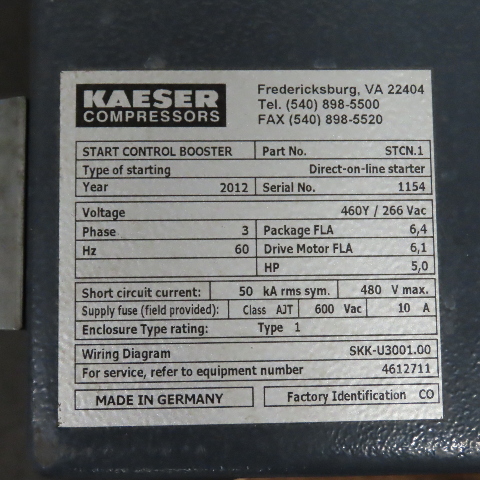 KAESER
COMPRESSORS
Fredericksburg, VA 22404
Tel. (540) 898-5500
FAX (540) 898-5520
START CONTROL BOOSTER Part No. STCN.1
Type of starting Direct-on-line starter
Year 2012 Serial No. 1154
Voltage 460Y / 266 Vac
Phase 3 Package FLA 6,4
Hz 60 Drive Motor FLA 6,1
HP 5,0
Short circuit current: 50 kA rms sym. 480 V max.
Supply fuse (field provided): Class AJT 600 Vac 10 A
Enclosure Type rating: Type 1
Wiring Diagram SKK-U3001.00
For service, refer to equipment number 4612711
MADE IN GERMANY Factory Identification CO